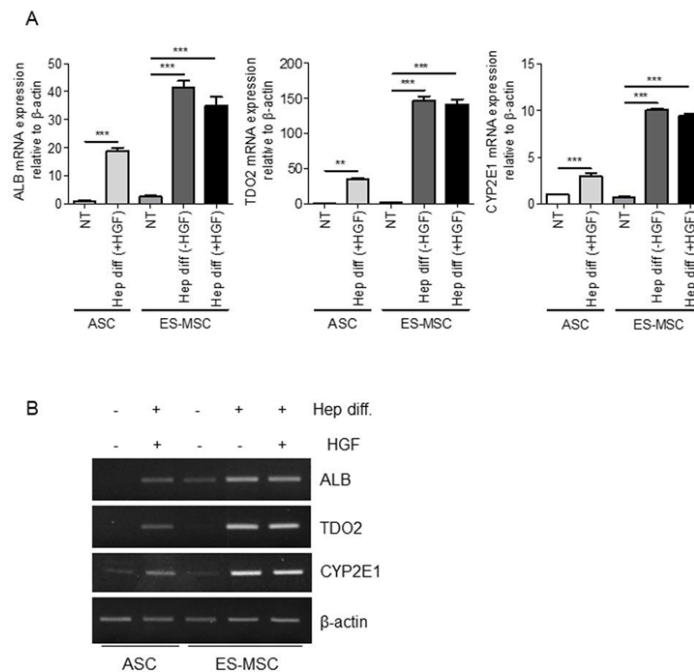 A
ALB mRNA expression
relative to β-actin
50
40
30
20
10
0
***
***
***
NT
Hep diff (+HGF)
NT
Hep diff (-HGF)
Hep diff (+HGF)
ASC
ES-MSC
TDO2 mRNA expression
relative to β-actin
200
150
100
50
0
**
***
***
NT
Hep diff (+HGF)
NT
Hep diff (-HGF)
Hep diff (+HGF)
ASC
ES-MSC
CYP2E1 mRNA expression
relative to β-actin
15
10
5
0
***
***
***
NT
Hep diff (+HGF)
NT
Hep diff (-HGF)
Hep diff (+HGF)
ASC
ES-MSC
B
- + - + + Hep diff.
- + - - + HGF
ALB
TDO2
CYP2E1
β-actin
ASC ES-MSC